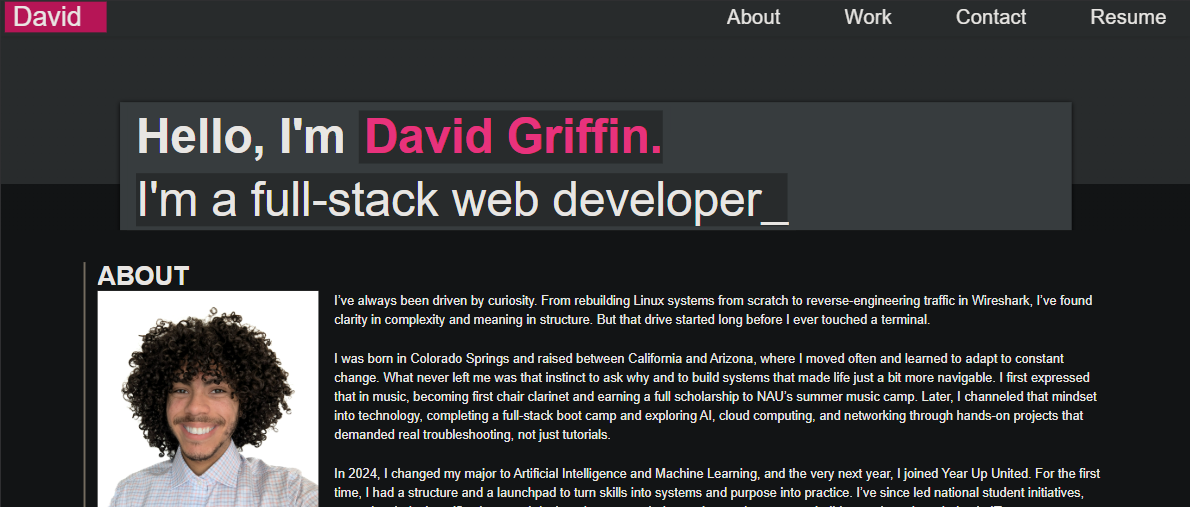 David
About Work Contact Resume
Hello, I'm David Griffin.
I'm a full-stack web developer_
ABOUT
I've always been driven by curiosity. From rebuilding Linux systems from scratch to reverse-engineering traffic in Wireshark, I've found
clarity in complexity and meaning in structure. But that drive started long before I ever touched a terminal.
I was born in Colorado Springs and raised between California and Arizona, where I moved often and learned to adapt to constant
change. What never left me was that instinct to ask why and to build systems that made life just a bit more navigable. I first expressed
that in music, becoming first chair clarinet and earning a full scholarship to NAU's summer music camp. Later, I channeled that mindset
into technology, completing a full-stack boot camp and exploring AI, cloud computing, and networking through hands-on projects that
demanded real troubleshooting, not just tutorials.
In 2024, I changed my major to Artificial Intelligence and Machine Learning, and the very next year, I joined Year Up United. For the first
time, I had a structure and a launchpad to turn skills into systems and purpose into practice. I've since led national student initiatives,